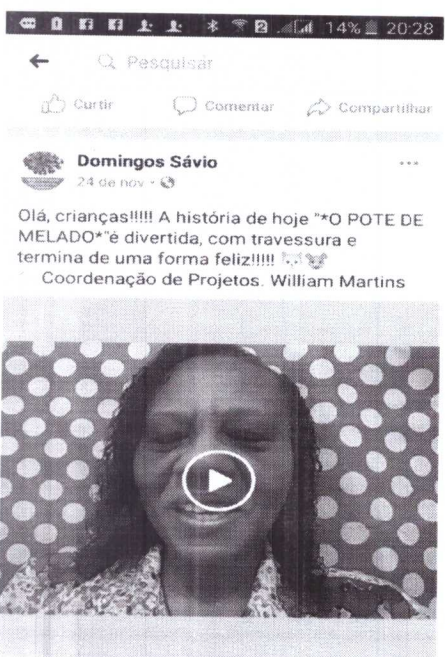 14% 20:28
Pesquisar
Curtir Comentar Compartilhar
Domingos Sávio
24 de nov
Olá, crianças!!!!! A história de hoje "*O POTE DE
MELADO*"é divertida, com travessura e
termina de uma forma feliz!!!!!
Coordenação de Projetos. William Martins